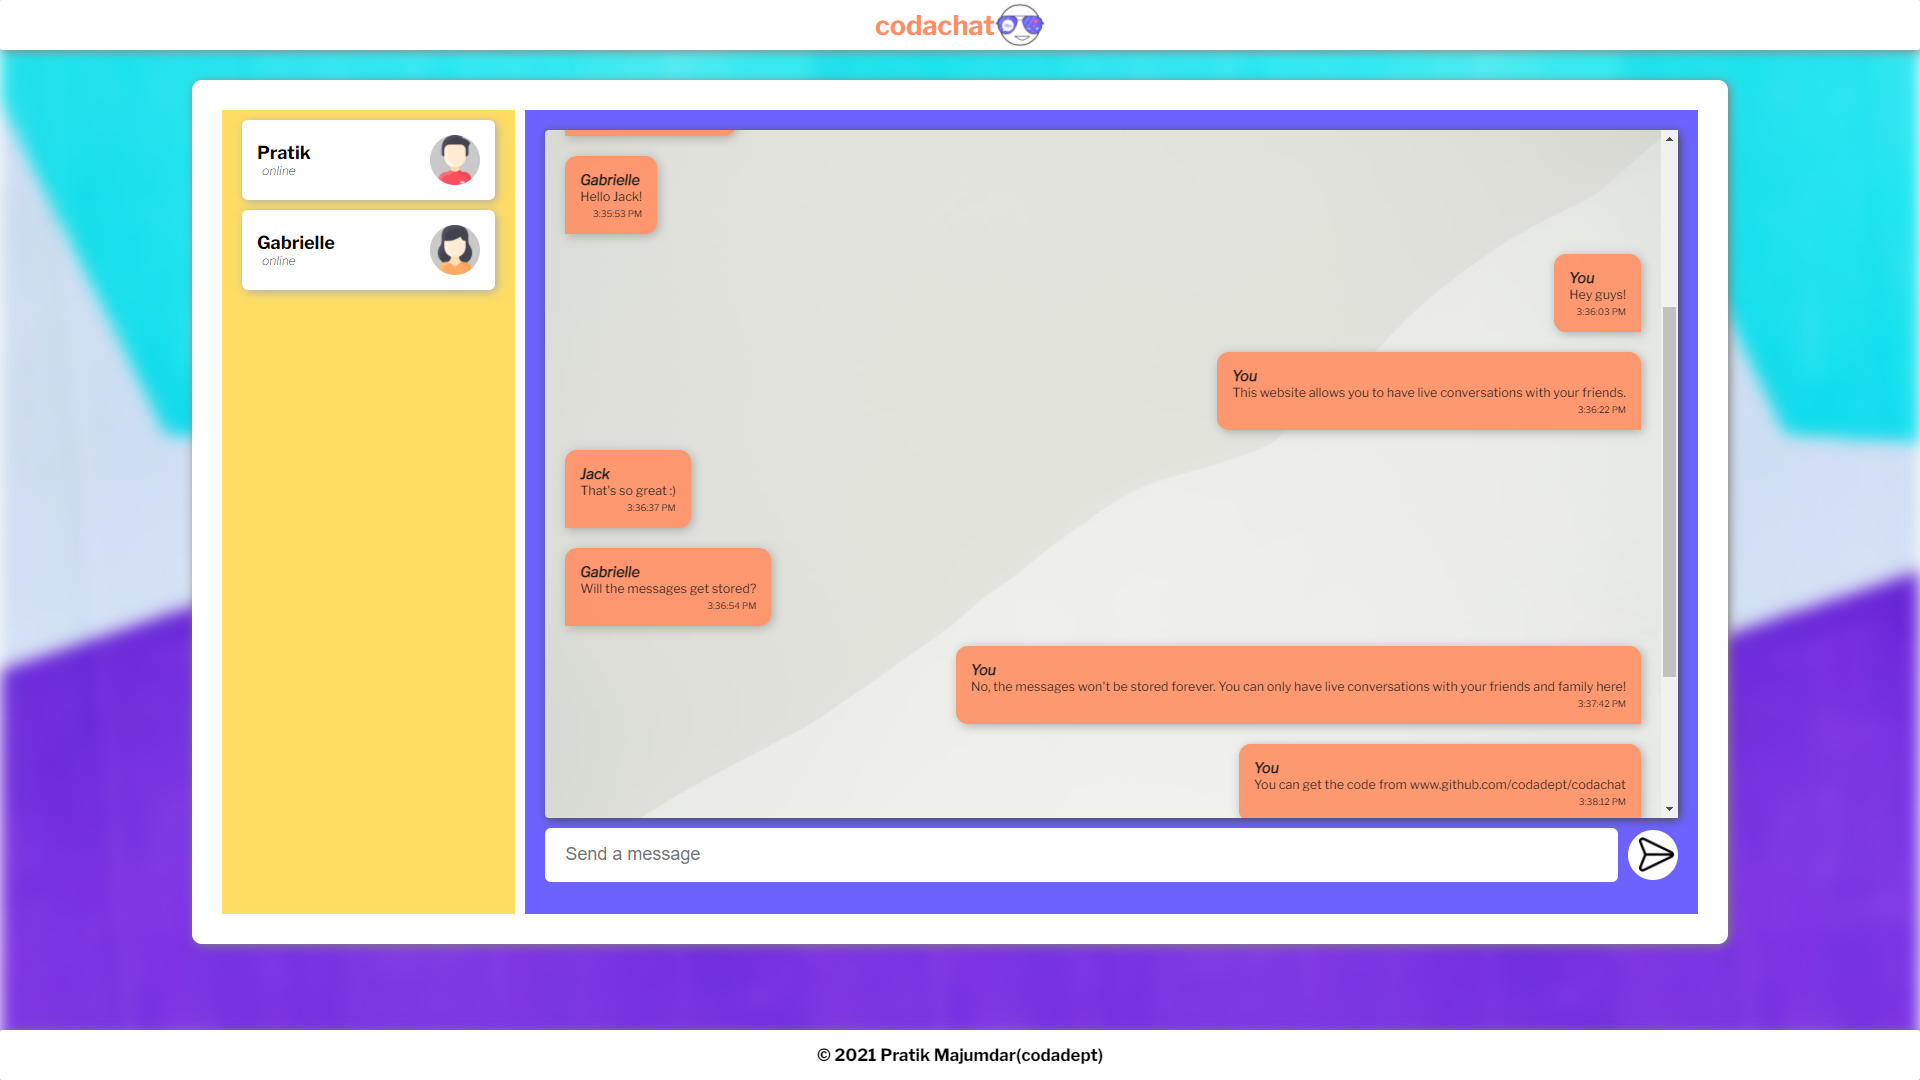 codachat
Pratik
online
Gabrielle
online
Gabrielle
Hello Jack!
3:35:53 PM
You
Hey guys!
3:36:03 PM
You
This website allows you to have live conversations with your friends.
3:36:22 PM
Jack
That's so great :)
3:36:37 PM
Gabrielle
Will the messages get stored?
3:36:54 PM
You
No, the messages won't be stored forever. You can only have live conversations with your friends and family here!
3:37:42 PM
You
You can get the code from www.github.com/codadept/codachat
3:38:12 PM
Send a message
© 2021 Pratik Majumdar(codadept)